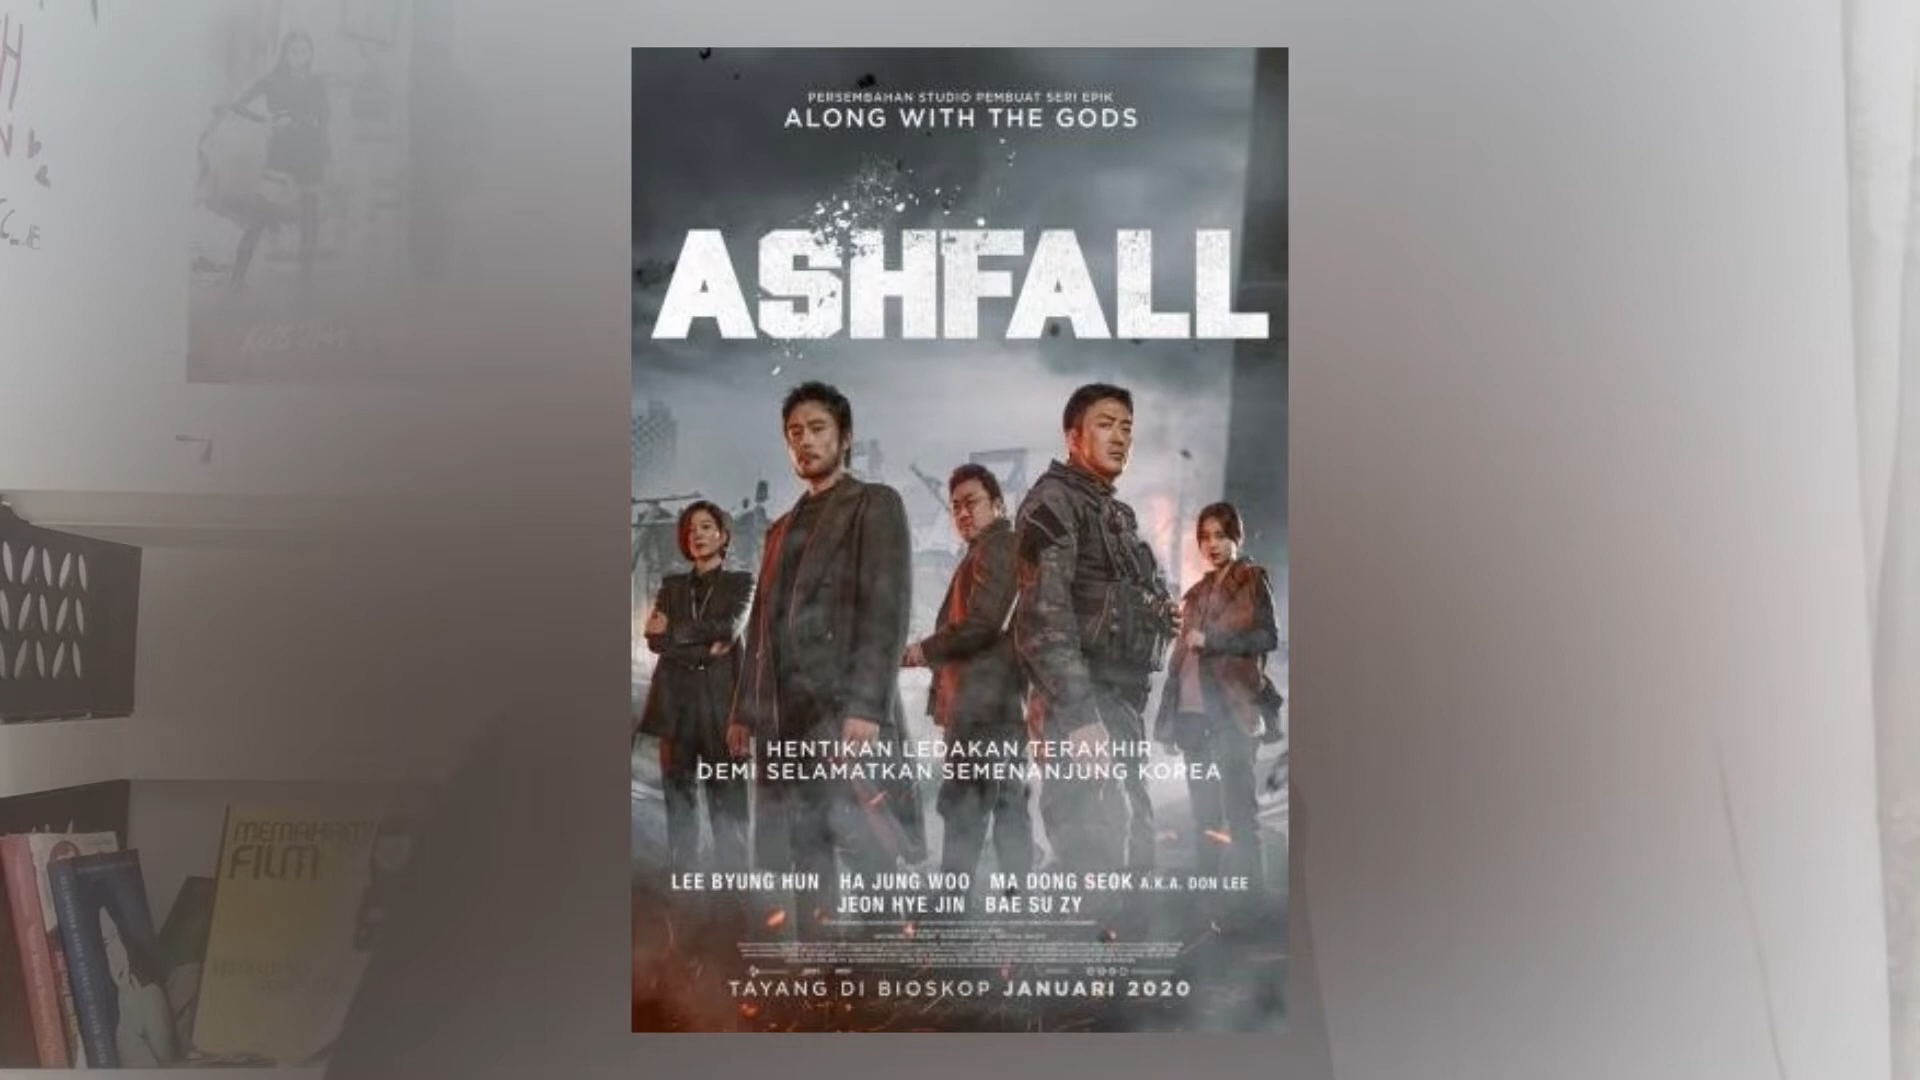 PERSEMBAHAN STUDIO PEMBUAT SERI EPIK
ALONG WITH THE GODS
ASHFALL
HENTIKAN LEDAKAN TERAKHIR
DEMI SELAMATKAN SEMENANJUNG KOREA
LEE BYUNG HUN HA JUNG WOO MA DONG SEOK A.K.A. DON LEE
JEON HYE JIN BAE SU ZY
TAYANG DI BIOSKOP JANUARI 2020
MEMAHAMI
FILM